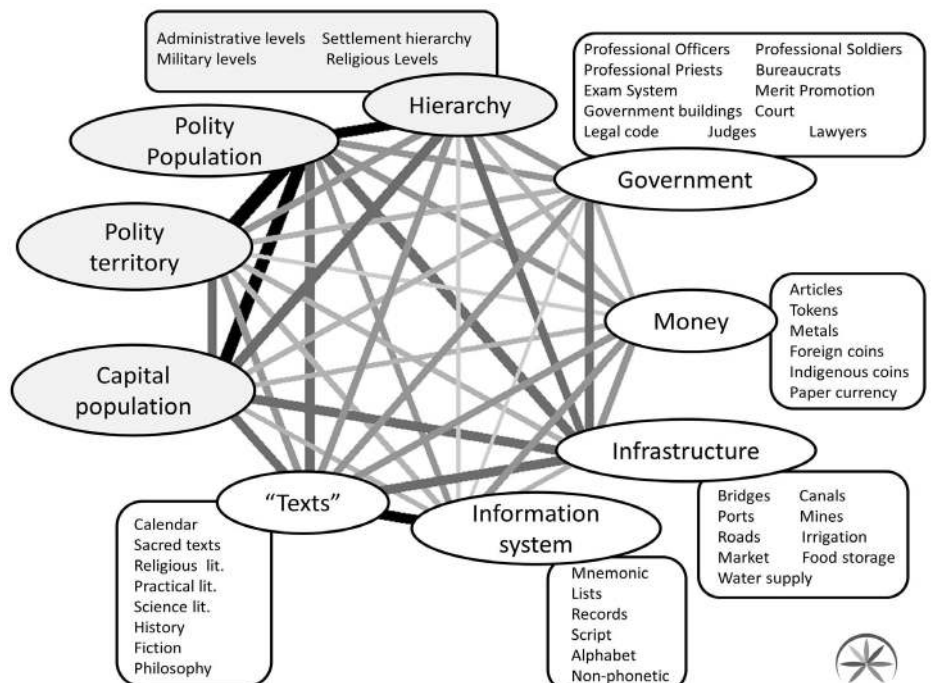 Administrative levels Settlement hierarchy
Military levels Religious Levels
Hierarchy
Professional Officers Professional Soldiers
Professional Priests Bureaucrats
Exam System Merit Promotion
Government buildings Court
Legal code Judges Lawyers
Government
Polity
Population
Polity
territory
Capital
population
Money
Articles
Tokens
Metals
Foreign coins
Indigenous coins
Paper currency
Infrastructure
Bridges Canals
Ports Mines
Roads Irrigation
Market Food storage
Water supply
“Texts”
Calendar
Sacred texts
Religious lit.
Practical lit.
Science lit.
History
Fiction
Philosophy
Information
system
Mnemonic
Lists
Records
Script
Alphabet
Non-phonetic